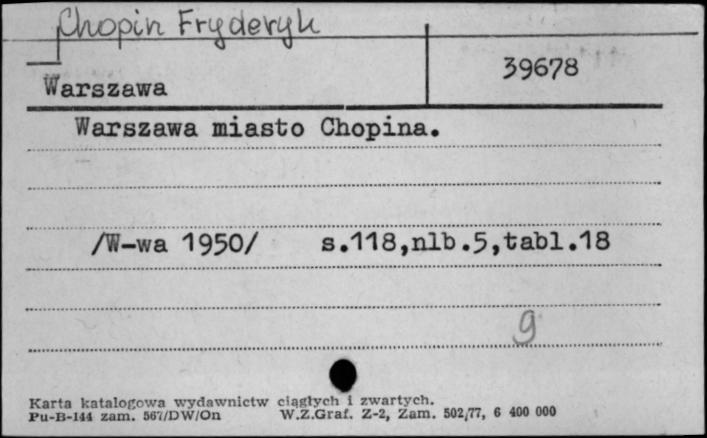 Chopin Fryderyk
39678
Warszawa
Warszawa miasto Chopina.
/W-wa 1950/ s.118,nlb.5,tabl.18
9
Karta katalogowa wydawnictw ciągłych i zwartych.
Pu-B-144 zam. 567/DW/On W.Z.Graf. Z-2, Zam. 502/77, 6 400 000